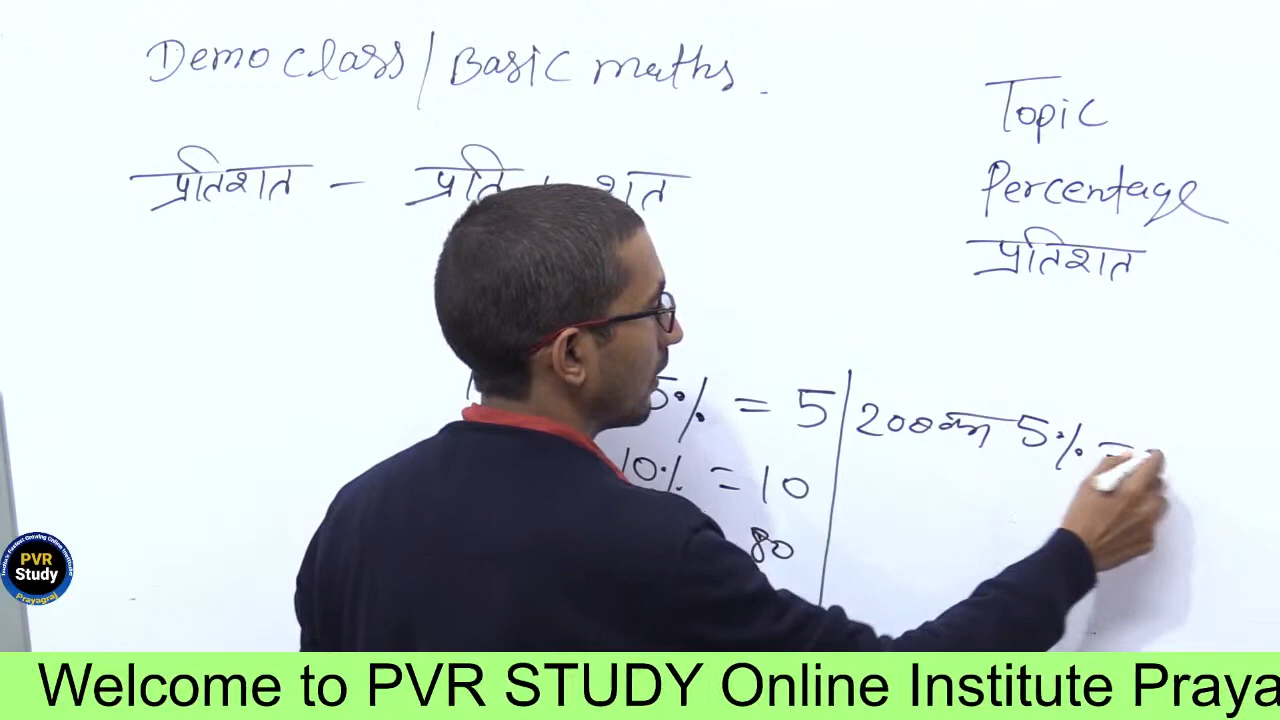 Demo class / Basic maths.
Topic
Percentage
प्रतिशत
प्रतिशत – प्रति + शत
5% = 5
10% = 10
80
200 का 5% =
PVR
Study
Prayagraj
Welcome to PVR STUDY Online Institute Praya